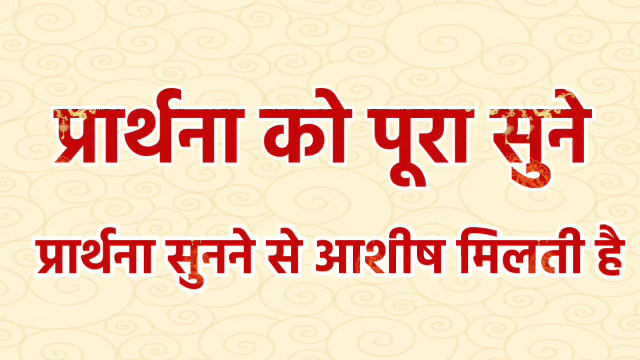 प्रार्थना को पूरा सुने
प्रार्थना सुनने से आशीष मिलती है